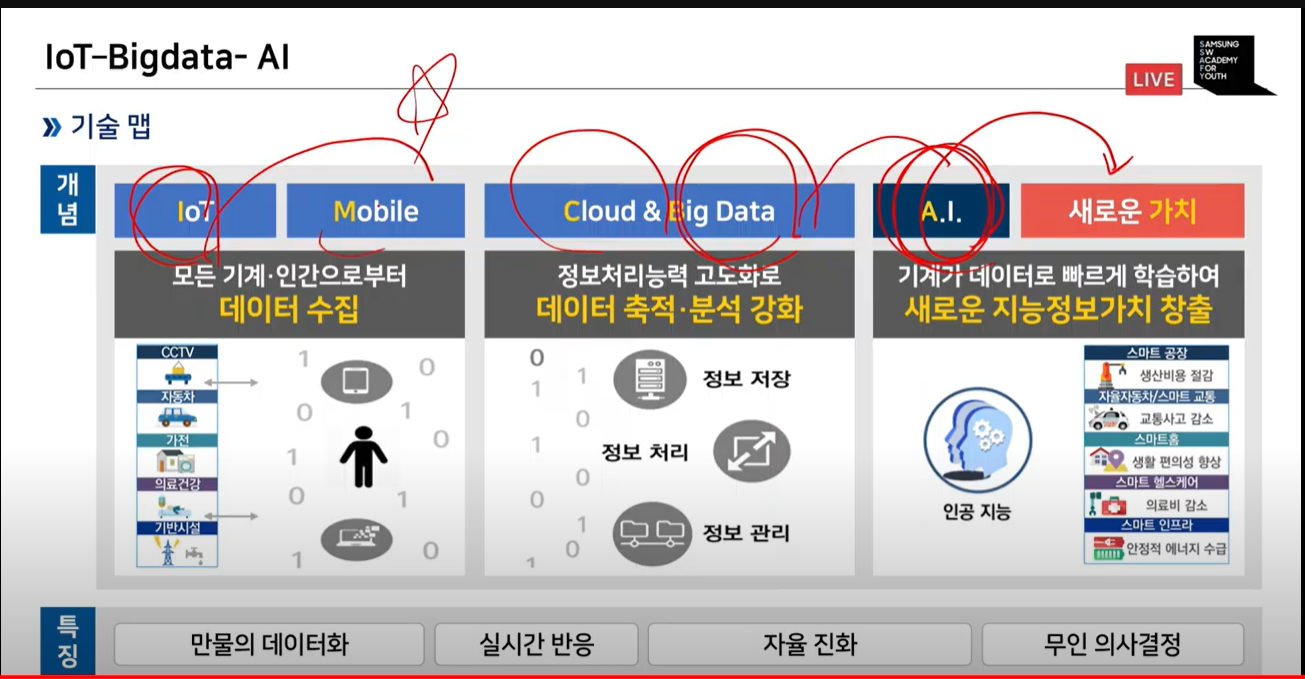 IoT-Bigdata- AI
LIVE
SAMSUNG
SW
ACADEMY
FOR
YOUTH
기술 맵
개념
IoT
Mobile
Cloud & Big Data
A.I.
새로운 가치
모든 기계·인간으로부터
데이터 수집
정보처리능력 고도화로
데이터 축적·분석 강화
기계가 데이터로 빠르게 학습하여
새로운 지능정보가치 창출
CCTV
자동차
가전
의료건강
기반시설
1 0
0 1
0
1
0 1
1 0
0
1 1
0
1
0
0
1
0
1
정보 저장
정보 처리
정보 관리
인공 지능
스마트 공장
생산비용 절감
자율자동차/스마트 교통
교통사고 감소
스마트홈
생활 편의성 향상
스마트 헬스케어
의료비 감소
스마트 인프라
안정적 에너지 수급
특징
만물의 데이터화
실시간 반응
자율 진화
무인 의사결정